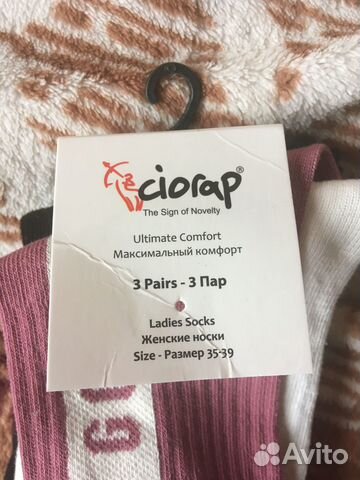 ciorap®
The Sign of Novelty
Ultimate Comfort
Максимальный комфорт
3 Pairs - 3 Пар
Ladies Socks
Женские носки
Size - Размер 35-39
Avito